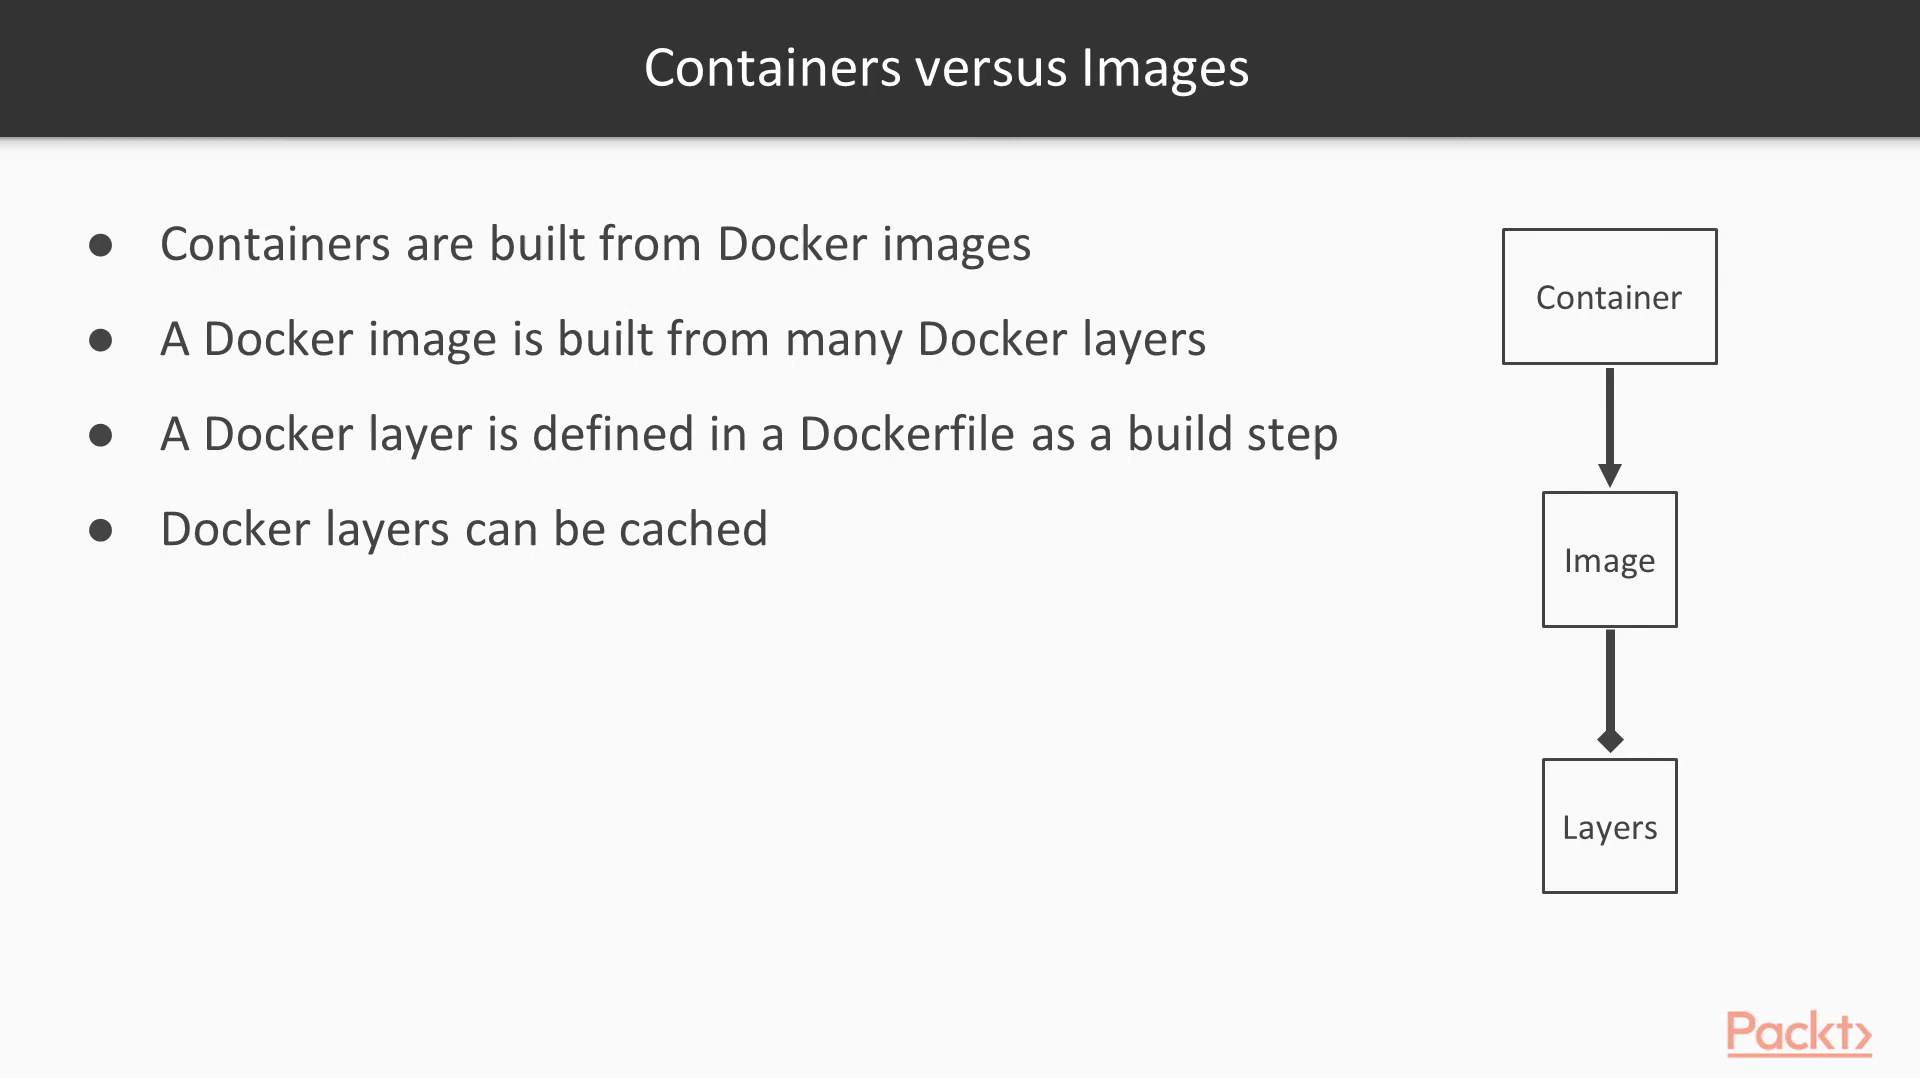 Containers versus Images
● Containers are built from Docker images
● A Docker image is built from many Docker layers
● A Docker layer is defined in a Dockerfile as a build step
● Docker layers can be cached
Container
Image
Layers
Packt>